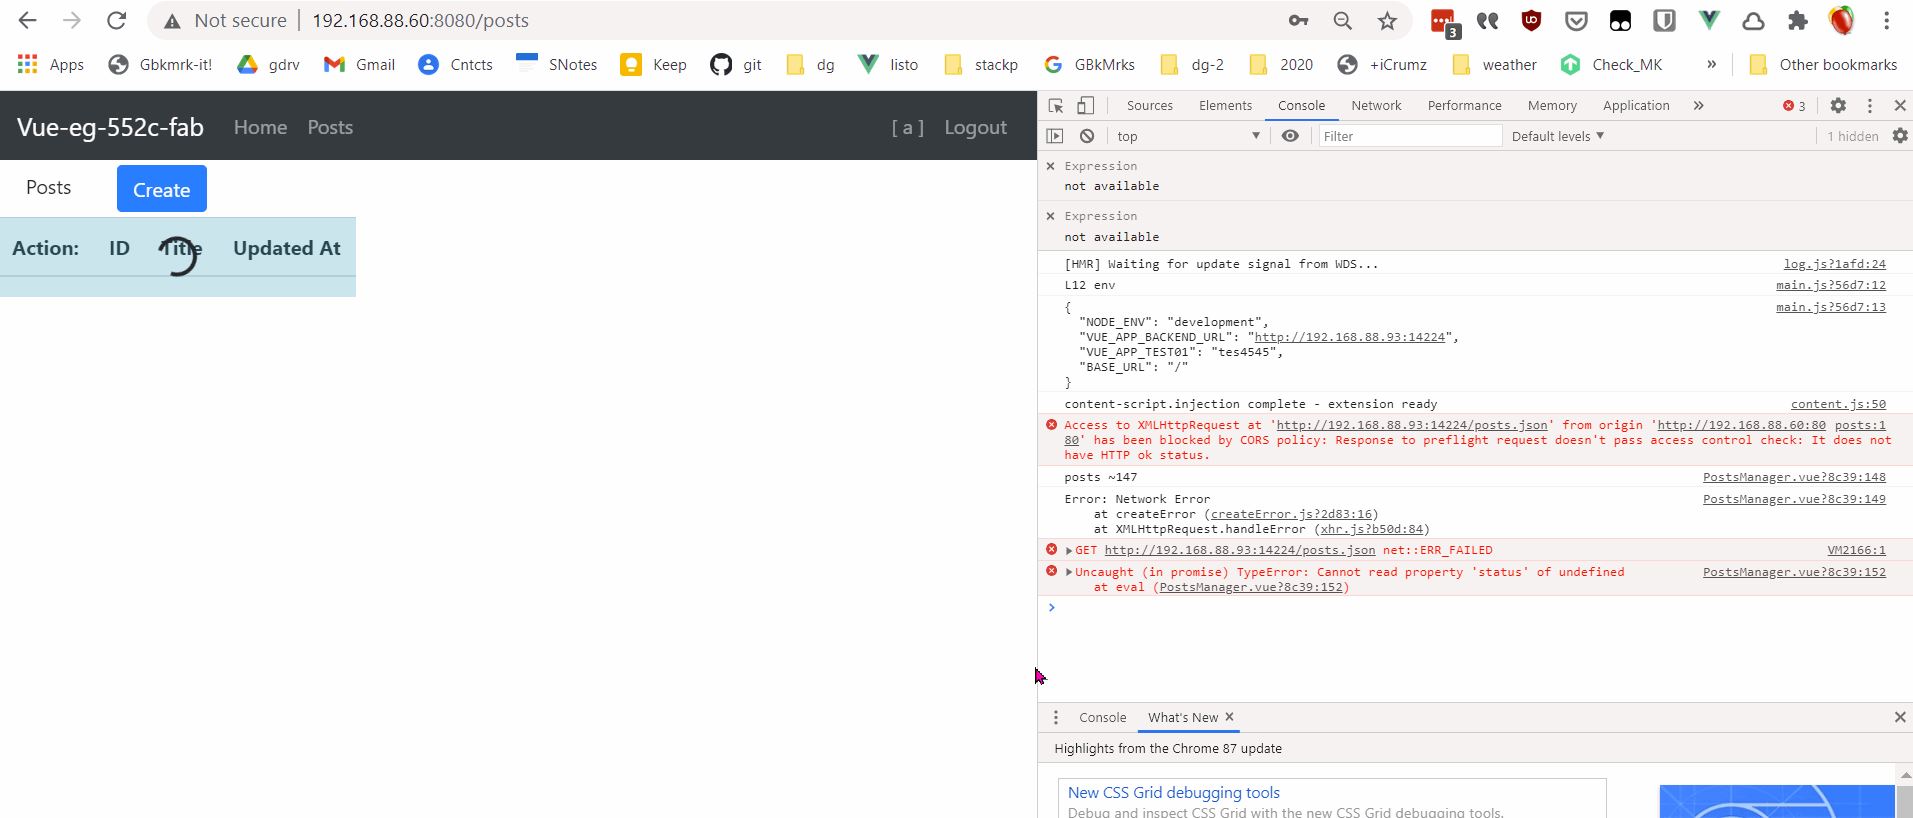 Not secure | 192.168.88.60:8080/posts
3
Apps Gbkmrk-it! gdrv Gmail Cntcts SNotes Keep git dg listo stackp GBkMrks dg-2 2020 +iCrumz weather Check_MK » Other bookmarks
Vue-eg-552c-fab Home Posts [ a ] Logout
Posts Create
Action: ID Title Updated At
Sources Elements Console Network Performance Memory Application » 3
top Filter Default levels 1 hidden
Expression
not available
Expression
not available
[HMR] Waiting for update signal from WDS... log.js?1afd:24
L12 env main.js?56d7:12
{ main.js?56d7:13
"NODE_ENV": "development",
"VUE_APP_BACKEND_URL": "http://192.168.88.93:14224",
"VUE_APP_TEST01": "tes4545",
"BASE_URL": "/"
}
content-script.injection complete - extension ready content.js:50
Access to XMLHttpRequest at 'http://192.168.88.93:14224/posts.json' from origin 'http://192.168.88.60:80 posts:1
80' has been blocked by CORS policy: Response to preflight request doesn't pass access control check: It does not
have HTTP ok status.
posts ~147 PostsManager.vue?8c39:148
Error: Network Error PostsManager.vue?8c39:149
at createError (createError.js?2d83:16)
at XMLHttpRequest.handleError (xhr.js?b50d:84)
GET http://192.168.88.93:14224/posts.json net::ERR_FAILED VM2166:1
Uncaught (in promise) TypeError: Cannot read property 'status' of undefined PostsManager.vue?8c39:152
at eval (PostsManager.vue?8c39:152)
Console What's New
Highlights from the Chrome 87 update
New CSS Grid debugging tools
Debug and inspect CSS Grid with the new CSS Grid debugging tools.